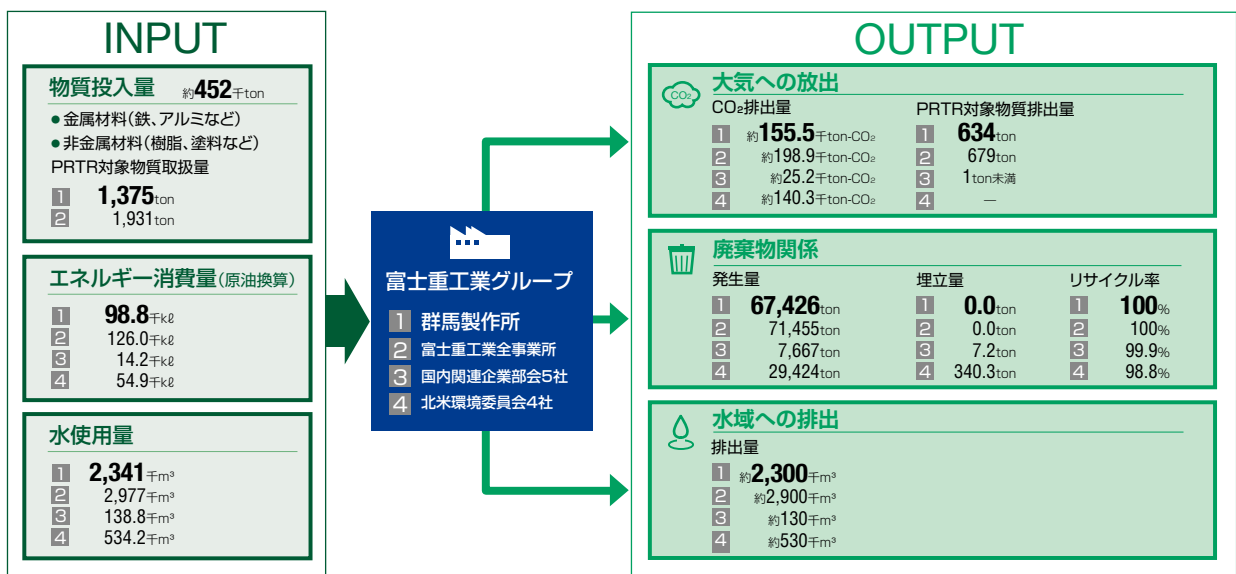 INPUT
物質投入量 約452千ton
●金属材料(鉄、アルミなど)
●非金属材料(樹脂、塗料など)
PRTR対象物質取扱量
1 1,375ton
2 1,931ton
エネルギー消費量(原油換算)
1 98.8千kℓ
2 126.0千kℓ
3 14.2千kℓ
4 54.9千kℓ
水使用量
1 2,341千m³
2 2,977千m³
3 138.8千m³
4 534.2千m³
富士重工業グループ
1 群馬製作所
2 富士重工業全事業所
3 国内関連企業部会5社
4 北米環境委員会4社
OUTPUT
CO₂ 大気への放出
CO₂排出量 PRTR対象物質排出量
1 約155.5千ton-CO₂ 1 634ton
2 約198.9千ton-CO₂ 2 679ton
3 約25.2千ton-CO₂ 3 1ton未満
4 約140.3千ton-CO₂ 4 —
廃棄物関係
発生量 埋立量 リサイクル率
1 67,426ton 1 0.0ton 1 100%
2 71,455ton 2 0.0ton 2 100%
3 7,667ton 3 7.2ton 3 99.9%
4 29,424ton 4 340.3ton 4 98.8%
水域への排出
排出量
1 約2,300千m³
2 約2,900千m³
3 約130千m³
4 約530千m³